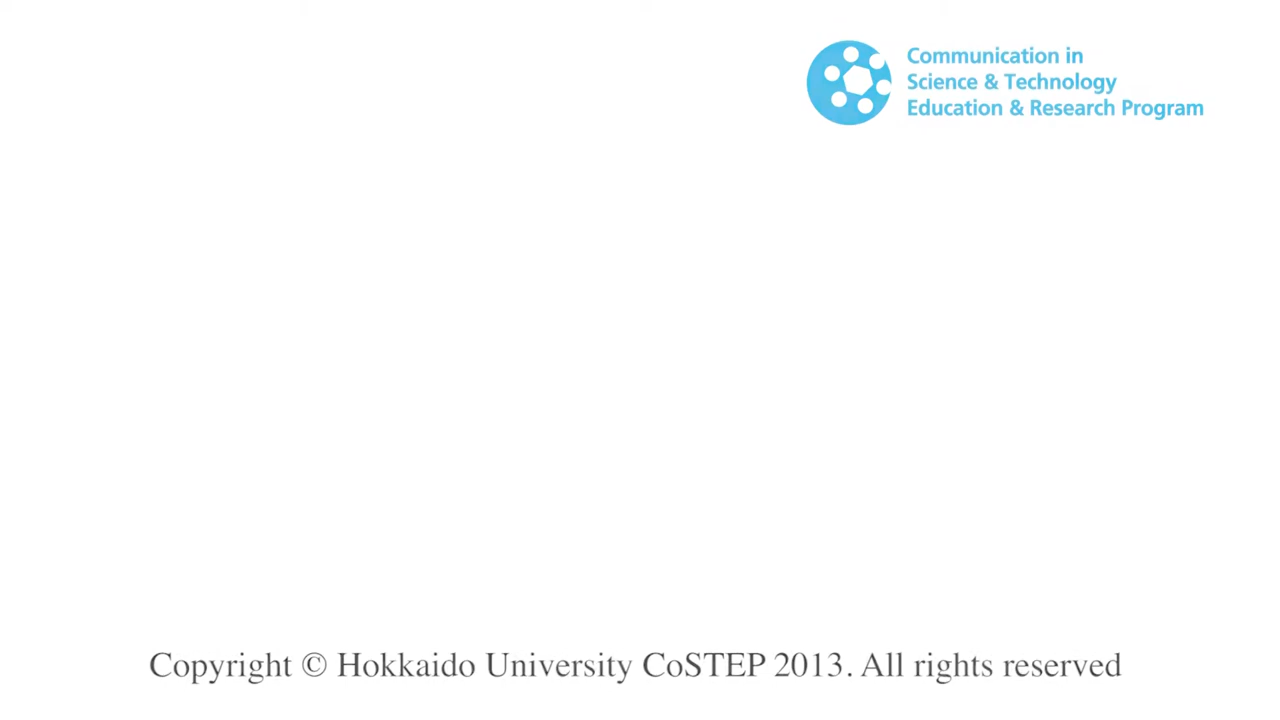 Communication in
Science & Technology
Education & Research Program
Copyright © Hokkaido University CoSTEP 2013. All rights reserved